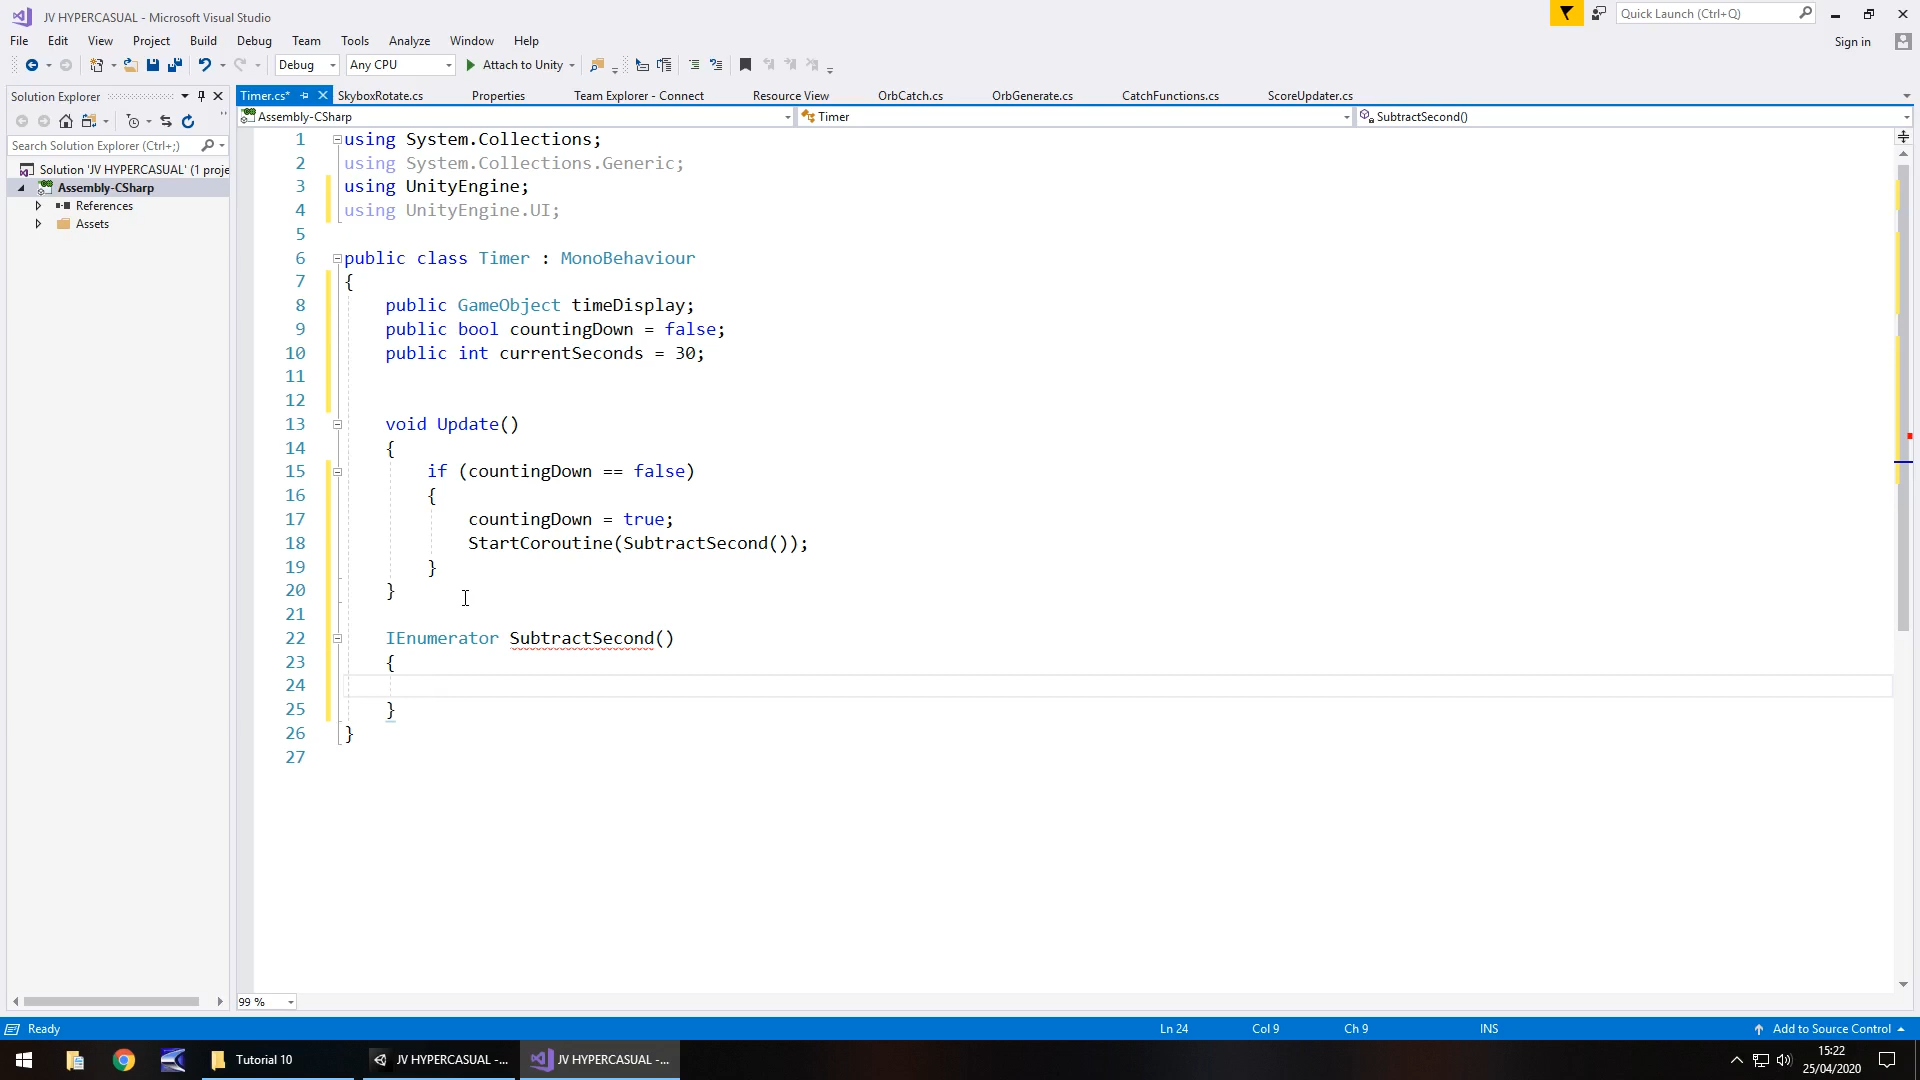 JV HYPERCASUAL - Microsoft Visual Studio
Quick Launch (Ctrl+Q)
File Edit View Project Build Debug Team Tools Analyze Window Help
Sign in
Debug Any CPU Attach to Unity
Solution Explorer
Timer.cs* SkyboxRotate.cs Properties Team Explorer - Connect Resource View OrbCatch.cs OrbGenerate.cs CatchFunctions.cs ScoreUpdater.cs
Assembly-CSharp Timer SubtractSecond()
Search Solution Explorer (Ctrl+;)
Solution 'JV HYPERCASUAL' (1 proje
Assembly-CSharp
References
Assets
1 using System.Collections;
2 using System.Collections.Generic;
3 using UnityEngine;
4 using UnityEngine.UI;
5
6 public class Timer : MonoBehaviour
7 {
8 public GameObject timeDisplay;
9 public bool countingDown = false;
10 public int currentSeconds = 30;
11
12
13 void Update()
14 {
15 if (countingDown == false)
16 {
17 countingDown = true;
18 StartCoroutine(SubtractSecond());
19 }
20 }
21
22 IEnumerator SubtractSecond()
23 {
24
25 }
26 }
27
99 %
Ready Ln 24 Col 9 Ch 9 INS Add to Source Control
Tutorial 10 JV HYPERCASUAL -... JV HYPERCASUAL -...
15:22
25/04/2020